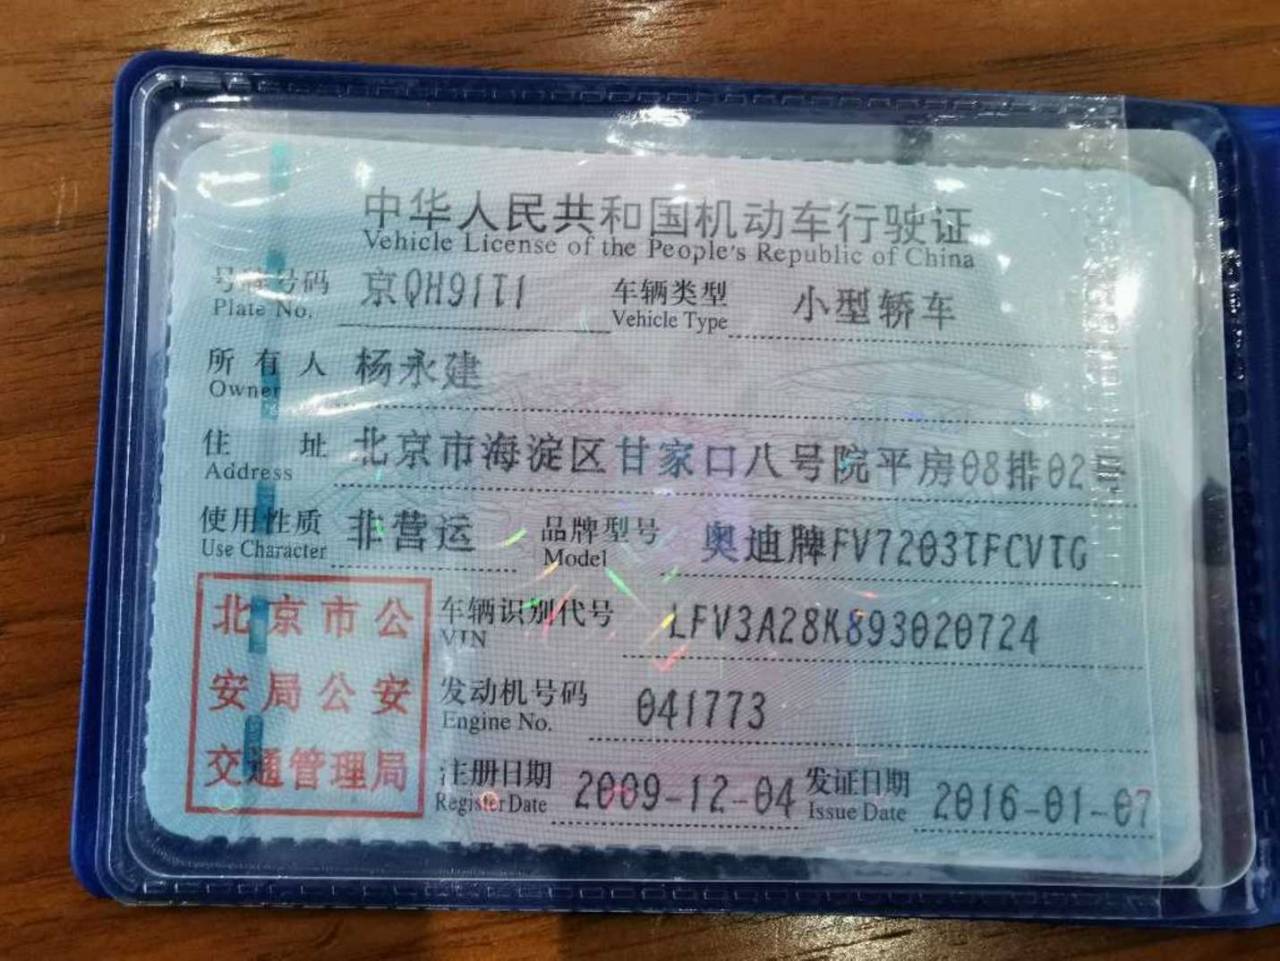 中华人民共和国机动车行驶证
Vehicle License of the People's Republic of China
号牌号码 京QH91T1 车辆类型 小型轿车
Plate No. Vehicle Type
所有人 杨永建
Owner
住址 北京市海淀区甘家口八号院平房08排02号
Address
使用性质 非营运 品牌型号 奥迪牌FV7203TFCVTG
Use Character Model
北京市公
安局公安
交通管理局
车辆识别代号 LFV3A28K893020724
VIN
发动机号码 041773
Engine No.
注册日期 2009-12-04 发证日期 2016-01-07
Register Date Issue Date